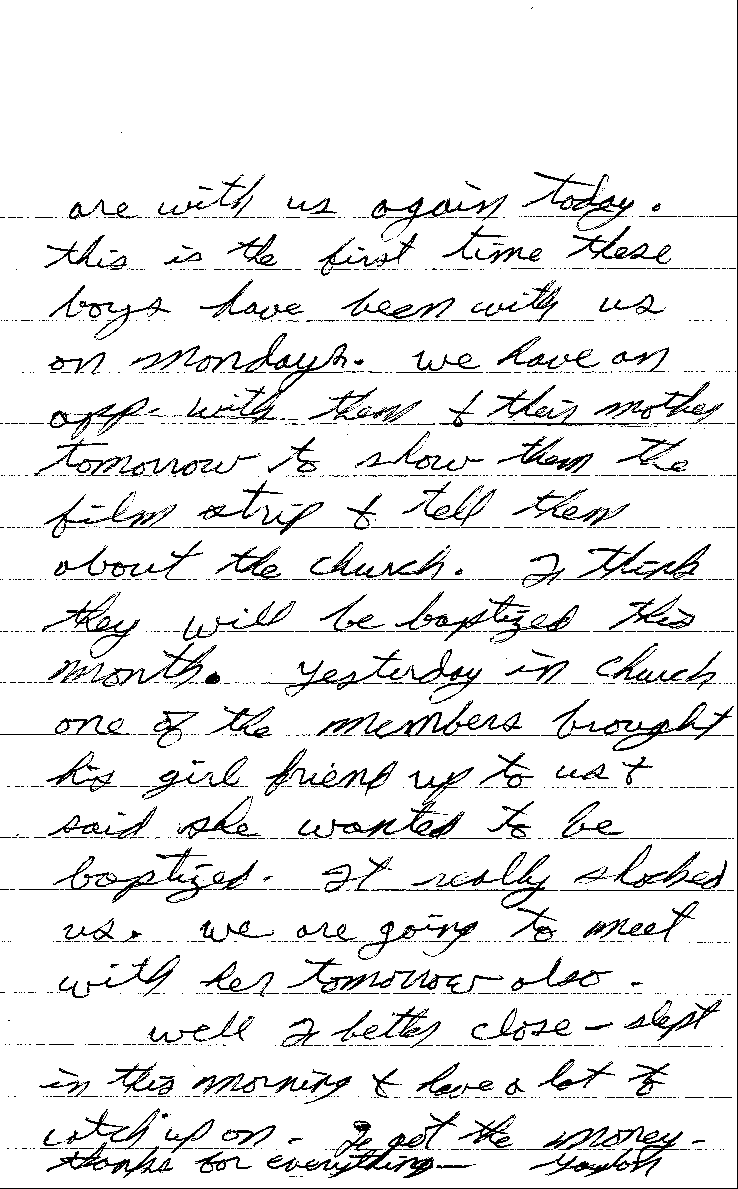 are with us again today.
this is the first time these
boys have been with us
on mondays. we have an
app. with them & their mother
tomorrow to show them the
film strip & tell them
about the church. I think
they will be baptized this
month. yesterday in church
one of the members brought
his girl friend up to us &
said she wanted to be
baptized. It really shocked
us. we are going to meet
with her tomorrow also.
well I better close - slept
in this morning & have a lot to
catch up on. I got the money -
thanks for everything -